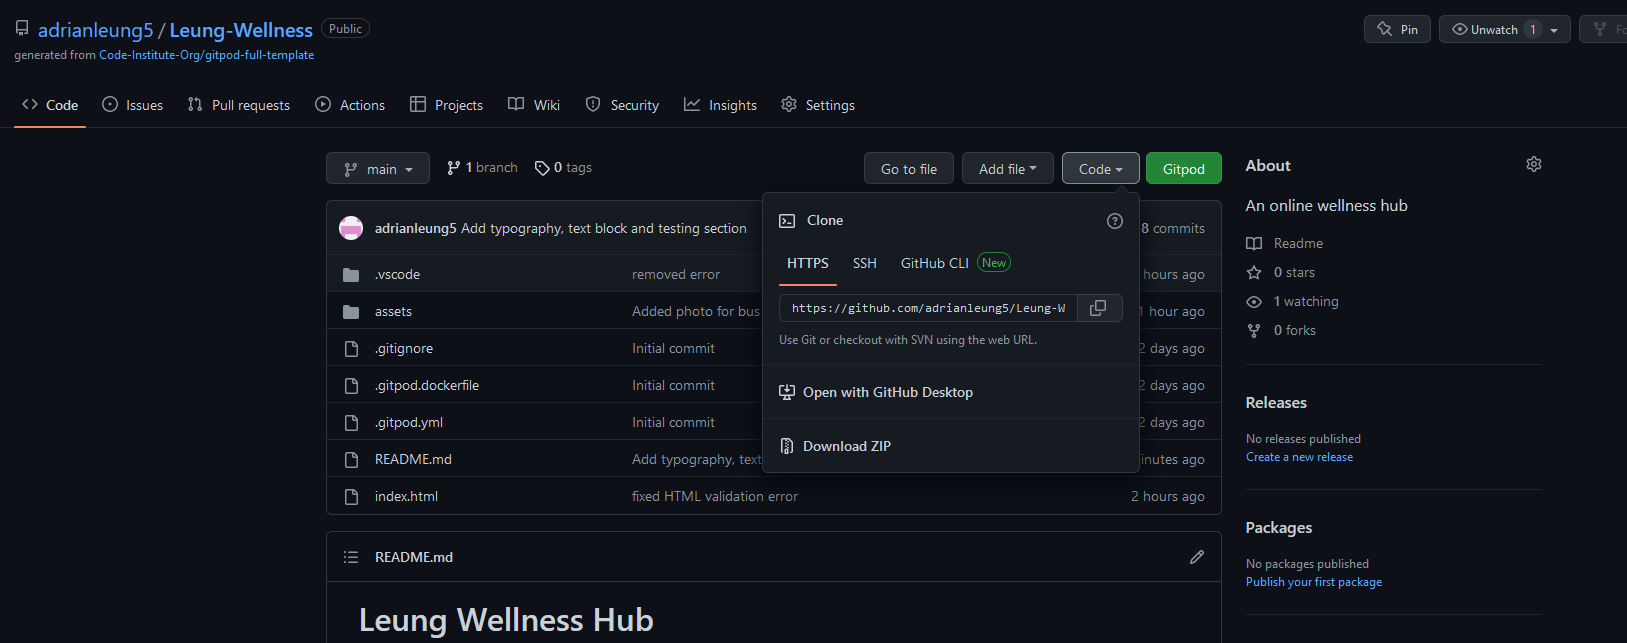 adrianleung5 / Leung-Wellness Public
Pin
Unwatch 1
generated from Code-Institute-Org/gitpod-full-template
Code Issues Pull requests Actions Projects Wiki Security Insights Settings
main 1 branch 0 tags
Go to file Add file Code Gitpod
adrianleung5 Add typography, text block and testing section 8 commits
.vscode removed error hours ago
assets Added photo for bus 1 hour ago
.gitignore Initial commit 2 days ago
.gitpod.dockerfile Initial commit 2 days ago
.gitpod.yml Initial commit 2 days ago
README.md Add typography, text inutes ago
index.html fixed HTML validation error 2 hours ago
Clone
HTTPS SSH GitHub CLI New
https://github.com/adrianleung5/Leung-W
Use Git or checkout with SVN using the web URL.
Open with GitHub Desktop
Download ZIP
README.md
Leung Wellness Hub
About
An online wellness hub
Readme
0 stars
1 watching
0 forks
Releases
No releases published
Create a new release
Packages
No packages published
Publish your first package